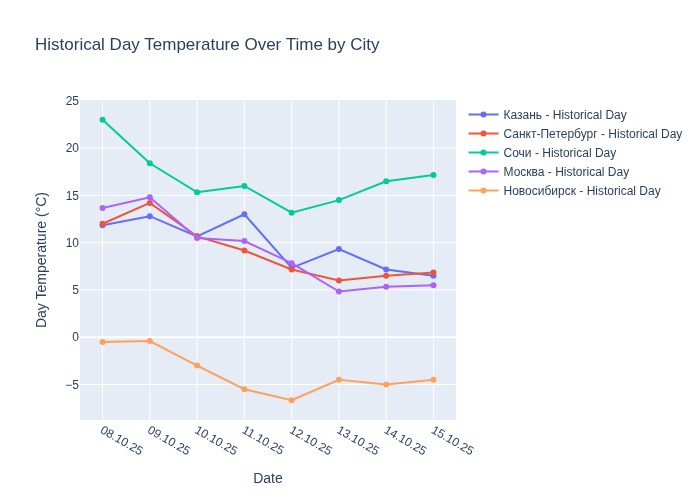 Historical Day Temperature Over Time by City
25
20
15
10
5
0
−5
Day Temperature (°C)
08.10.25
09.10.25
10.10.25
11.10.25
12.10.25
13.10.25
14.10.25
15.10.25
Date
Казань - Historical Day
Санкт-Петербург - Historical Day
Сочи - Historical Day
Москва - Historical Day
Новосибирск - Historical Day